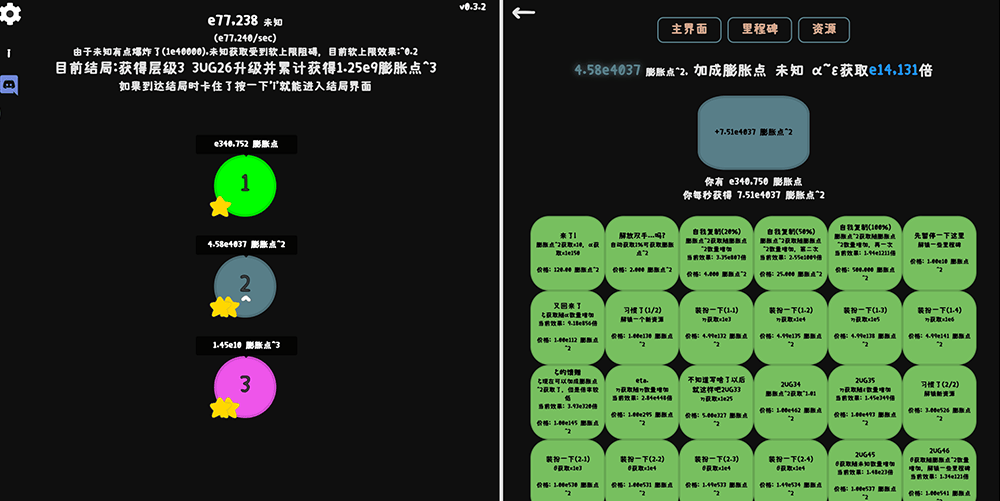 v0.3.2
e77.238 未知
(e77.240/sec)
由于未知有点爆炸了(1e40000),未知获取受到软上限阻碍, 目前软上限效果:^0.2
目前结局:获得层级3 3UG26升级并累计获得1.25e9膨胀点^3
如果到达结局时卡住了按一下'i'就能进入结局界面
i
e340.752 膨胀点
1
4.58e4037 膨胀点^2
2
1.45e10 膨胀点^3
3
主界面 里程碑 资源
4.58e4037 膨胀点^2, 加成膨胀点 未知 α~ε获取e14,131倍
+7.51e4037 膨胀点^2
你有 e340.750 膨胀点
你每秒获得 7.51e4037 膨胀点^2
来了1
膨胀点^2获取x10, α获
取x1e250
价格: 120.00 膨胀点^2
解放双手...吗?
自动获取1%可获取膨胀
点^2
价格: 2,000 膨胀点^2
自我复制(20%)
膨胀点^2获取随膨胀点
^2数量增加
当前效果: 3.35e807倍
价格: 4,000 膨胀点^2
自我复制(50%)
膨胀点^2获取随膨胀点
^2数量增加, 第二次
当前效果: 2.55e1009倍
价格: 25,000 膨胀点^2
自我复制(100%)
膨胀点^2获取随膨胀点
^2数量增加, 再一次
当前效果: 1.94e1211倍
价格: 500,000 膨胀点
^2
先暂停一下这里
解锁一些里程碑
价格: 1.00e10 膨胀点
^2
又回来了
ζ获取随α数量增加
当前效果: 9.18e856倍
价格: 1.00e112 膨胀点
^2
习惯了(1/2)
解锁一个新资源
价格: 1.00e130 膨胀点
^2
装扮一下(1.1)
η获取x1e3
价格: 4.99e132 膨胀点
^2
装扮一下(1.2)
η获取x1e4
价格: 4.99e135 膨胀点
^2
装扮一下(1.3)
η获取x1e5
价格: 4.99e138 膨胀点
^2
装扮一下(1.4)
η获取x1e6
价格: 4.99e141 膨胀点
^2
ζ的馈赠
ζ现在可以加成膨胀点
^2获取了, 但是倍率较
低
当前效果: 3.93e320倍
价格: 1.00e145 膨胀点
^2
eta.
η获取随η数量增加
当前效果: 2.84e448倍
价格: 1.00e295 膨胀点
^2
不知道写啥了以后
就这样吧2UG33
η获取x1e25
价格: 5.00e327 膨胀点
^2
2UG34
膨胀点^2获取^1.01
价格: 1.00e462 膨胀点
^2
2UG35
η获取随ε数量增加
当前效果: 1.45e349倍
价格: 1.00e493 膨胀点
^2
习惯了(2/2)
解锁新资源
价格: 3.00e526 膨胀点
^2
装扮一下(2.1)
θ获取x1e3
价格: 1.00e530 膨胀点
^2
装扮一下(2.2)
θ获取x1e4
价格: 1.00e531 膨胀点
^2
装扮一下(2.3)
θ获取x1e4
价格: 1.49e533 膨胀点
^2
装扮一下(2.4)
θ获取x1e4
价格: 1.49e534 膨胀点
^2
2UG45
θ获取随未知数量增加
当前效果: 1.48e23倍
价格: 1.00e537 膨胀点
^2
2UG46
θ获取随膨胀点^2数量
增加, 解锁一些里程碑
当前效果: 1.34e121倍
价格: 1.00e541 膨胀点
^2